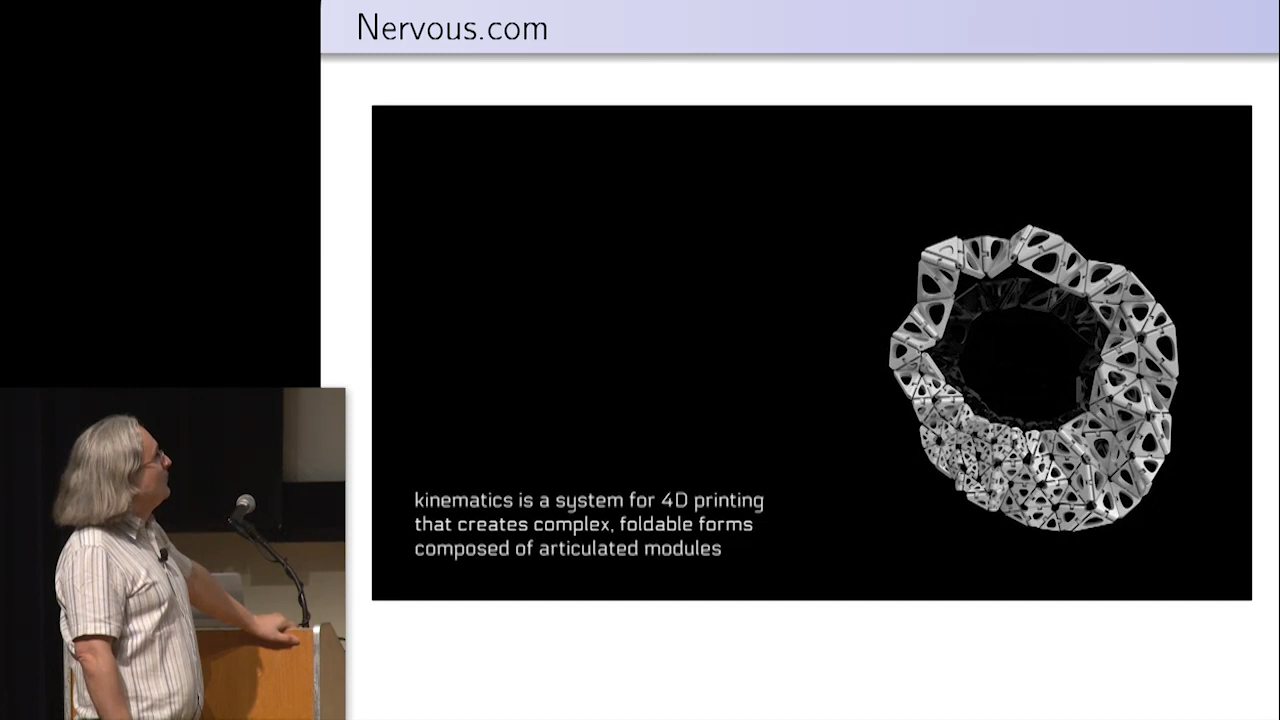 Nervous.com
kinematics is a system for 4D printing
that creates complex, foldable forms
composed of articulated modules